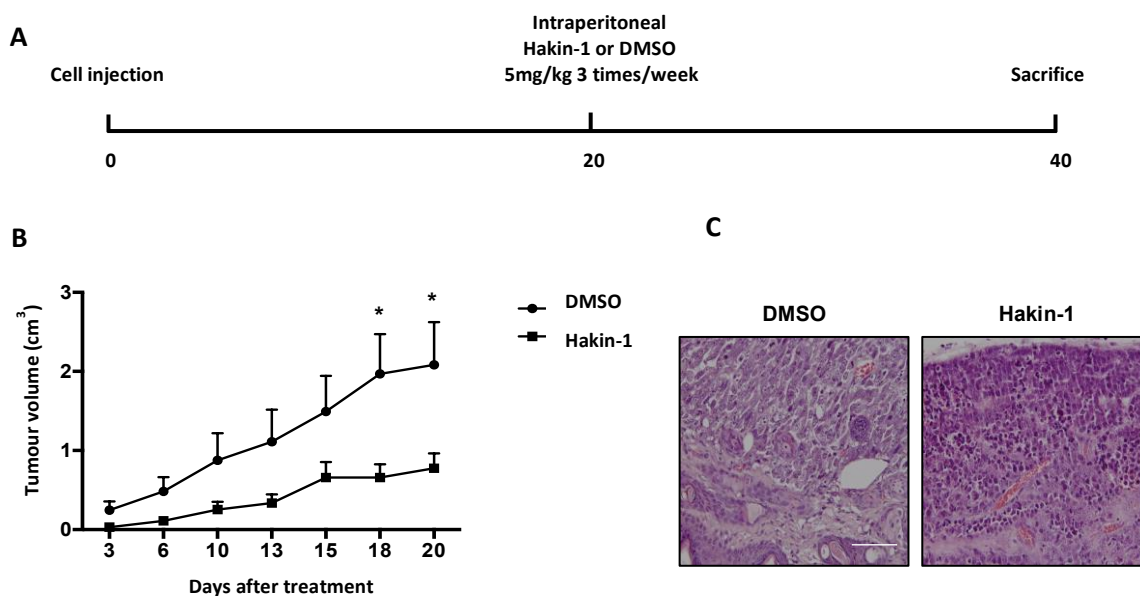 A
Cell injection
Intraperitoneal
Hakin-1 or DMSO
5mg/kg 3 times/week
Sacrifice
0
20
40
B
Tumour volume (cm³)
3
2
1
0
* *
3 6 10 13 15 18 20
Days after treatment
DMSO
Hakin-1
C
DMSO
Hakin-1